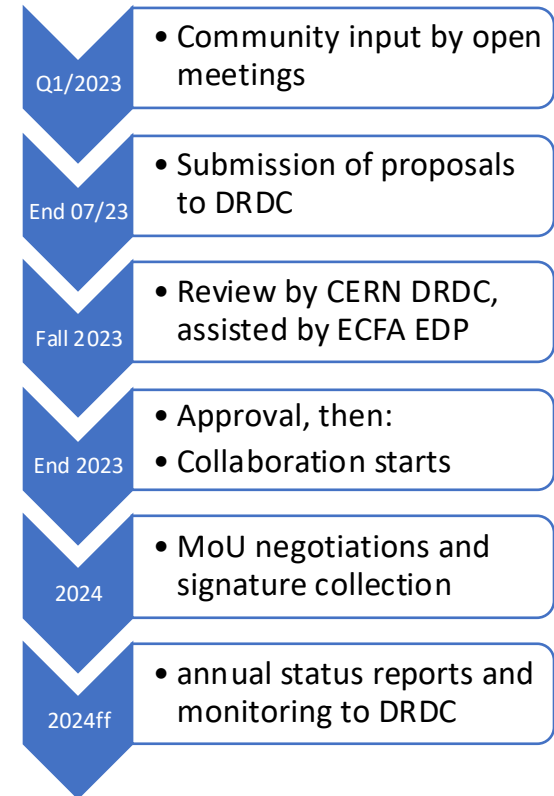 Q1/2023
• Community input by open
meetings
End 07/23
• Submission of proposals
to DRDC
Fall 2023
• Review by CERN DRDC,
assisted by ECFA EDP
End 2023
• Approval, then:
• Collaboration starts
2024
• MoU negotiations and
signature collection
2024ff
• annual status reports and
monitoring to DRDC